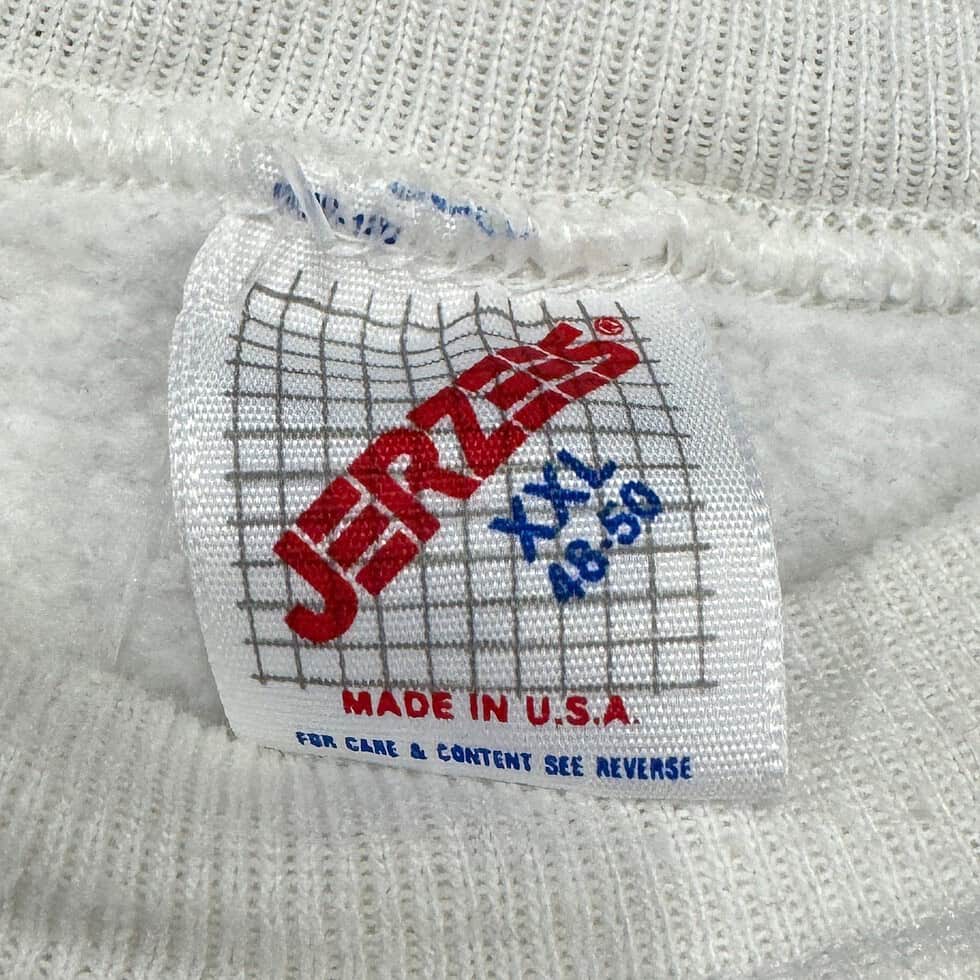 JERZEES®
XXL
48-50
MADE IN U.S.A.
FOR CARE & CONTENT SEE REVERSE